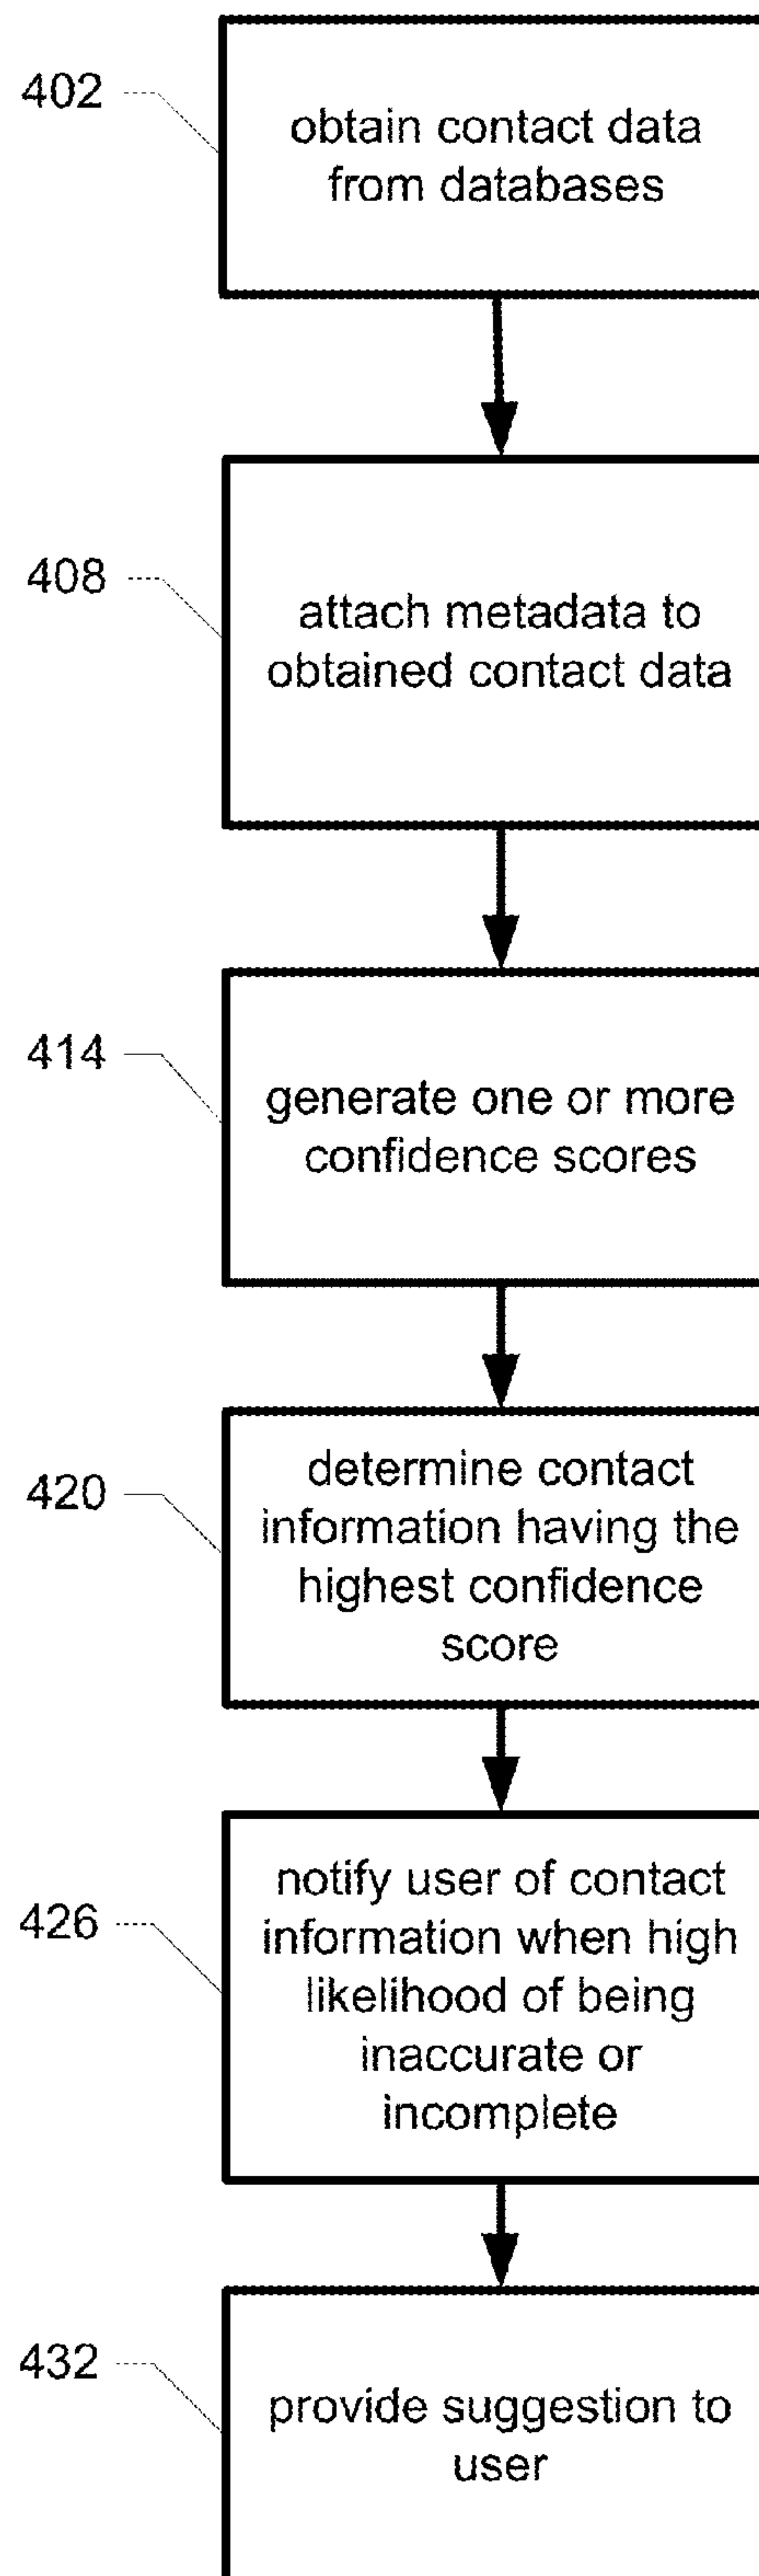 402
obtain contact data
from databases
408
attach metadata to
obtained contact data
414
generate one or more
confidence scores
420
determine contact
information having the
highest confidence
score
426
notify user of contact
information when high
likelihood of being
inaccurate or
incomplete
432
provide suggestion to
user